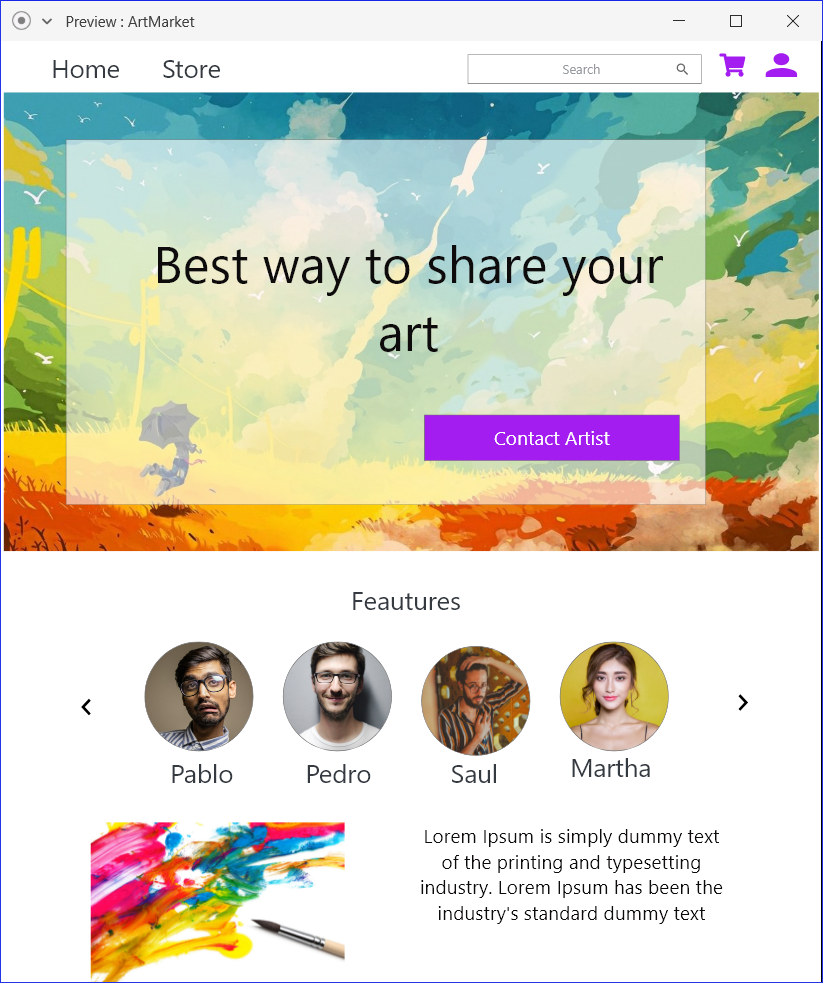 Preview : ArtMarket
Home Store Search
Best way to share your
art
Contact Artist
Feautures
Pablo Pedro Saul Martha
Lorem Ipsum is simply dummy text
of the printing and typesetting
industry. Lorem Ipsum has been the
industry's standard dummy text